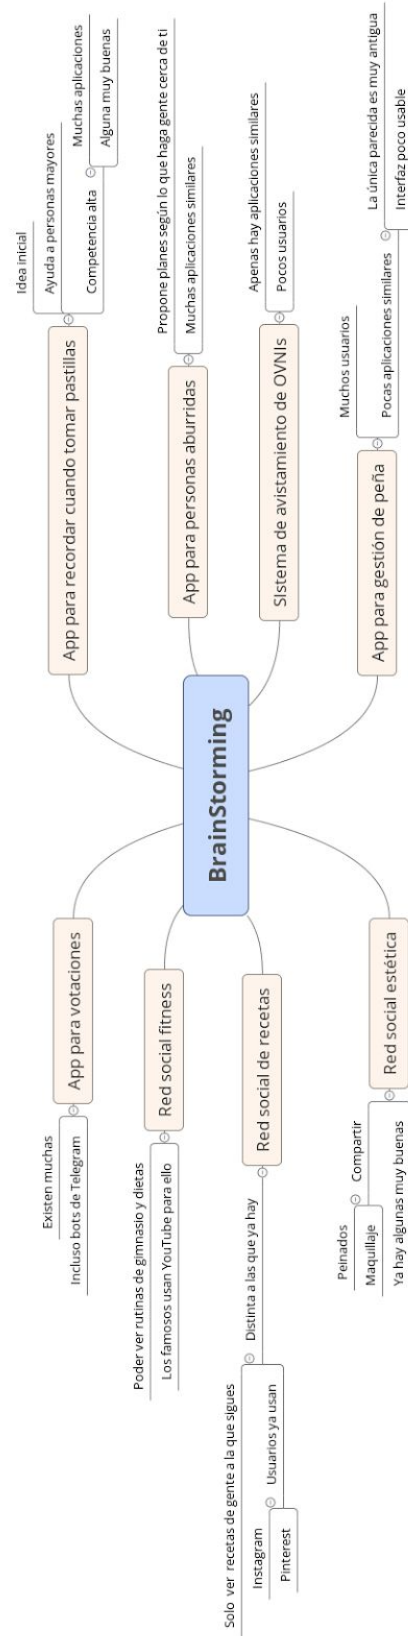 BrainStorming
App para recordar cuando tomar pastillas
Idea inicial
Ayuda a personas mayores
Competencia alta
Muchas aplicaciones
Alguna muy buenas
App para personas aburridas
Propone planes según lo que haga gente cerca de ti
Muchas aplicaciones similares
SIstema de avistamiento de OVNIs
Apenas hay aplicaciones similares
Pocos usuarios
App para gestión de peña
Muchos usuarios
Pocas aplicaciones similares
La única parecida es muy antigua
Interfaz poco usable
App para votaciones
Existen muchas
Incluso bots de Telegram
Red social fitness
Poder ver rutinas de gimnasio y dietas
Los famosos usan YouTube para ello
Red social de recetas
Distinta a las que ya hay
Solo ver recetas de gente a la que sigues
Usuarios ya usan
Instagram
Pinterest
Red social estética
Compartir
Peinados
Maquillaje
Ya hay algunas muy buenas